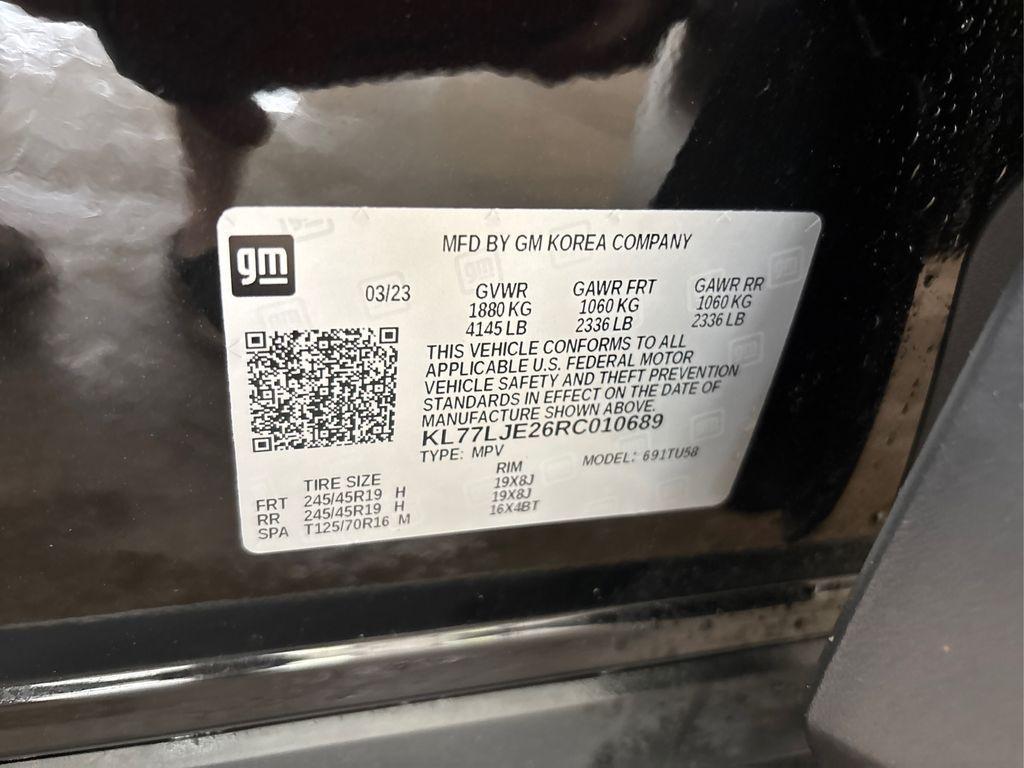 gm
MFD BY GM KOREA COMPANY
03/23
GVWR GAWR FRT GAWR RR
1880 KG 1060 KG 1060 KG
4145 LB 2336 LB 2336 LB
THIS VEHICLE CONFORMS TO ALL
APPLICABLE U.S. FEDERAL MOTOR
VEHICLE SAFETY AND THEFT PREVENTION
STANDARDS IN EFFECT ON THE DATE OF
MANUFACTURE SHOWN ABOVE.
KL77LJE26RC010689
TYPE: MPV MODEL: 691TU58
TIRE SIZE RIM
FRT 245/45R19 H 19X8J
RR 245/45R19 H 19X8J
SPA T125/70R16 M 16X4BT